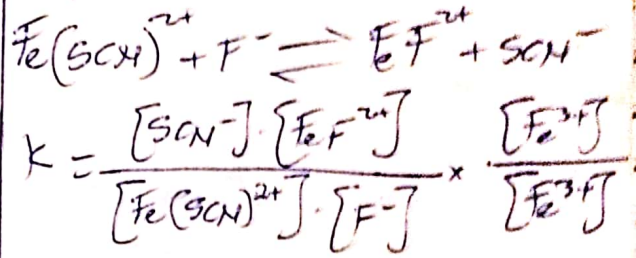 Fe(SCN)²⁺ + F⁻ ⇌ FeF²⁺ + SCN⁻
K = [SCN⁻]·[FeF²⁺] / [Fe(SCN)²⁺]·[F⁻] × [Fe³⁺] / [Fe³⁺]